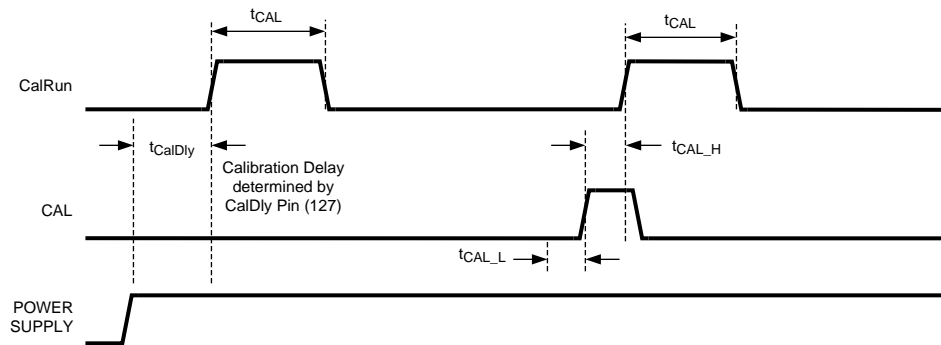 tCAL
tCAL
CalRun
tCalDly
tCAL_H
Calibration Delay
determined by
CalDly Pin (127)
CAL
tCAL_L
POWER
SUPPLY